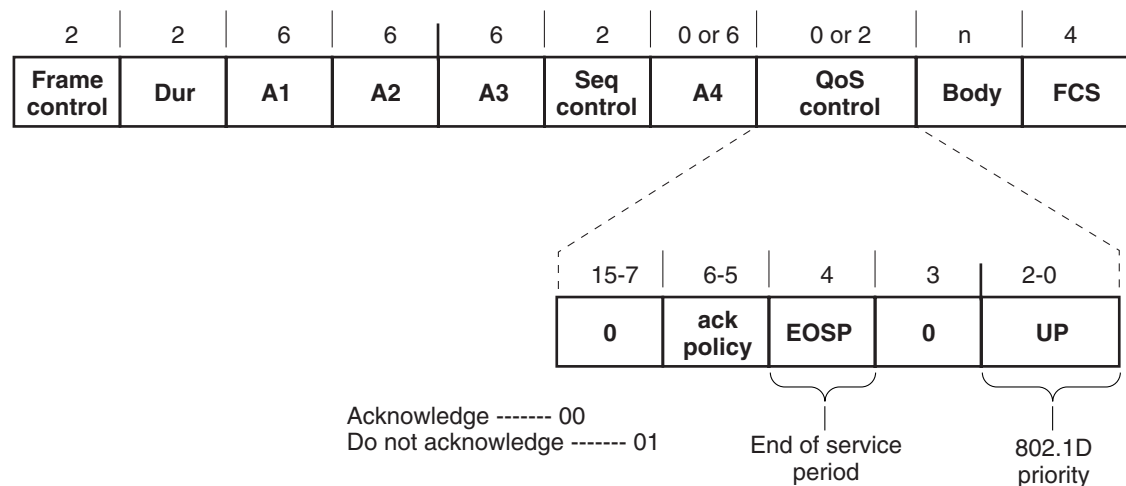 2 2 6 6 6 2 0 or 6 0 or 2 n 4
Frame control Dur A1 A2 A3 Seq control A4 QoS control Body FCS
15-7 6-5 4 3 2-0
0 ack policy EOSP 0 UP
Acknowledge ------- 00
Do not acknowledge ------- 01
End of service
period
802.1D
priority